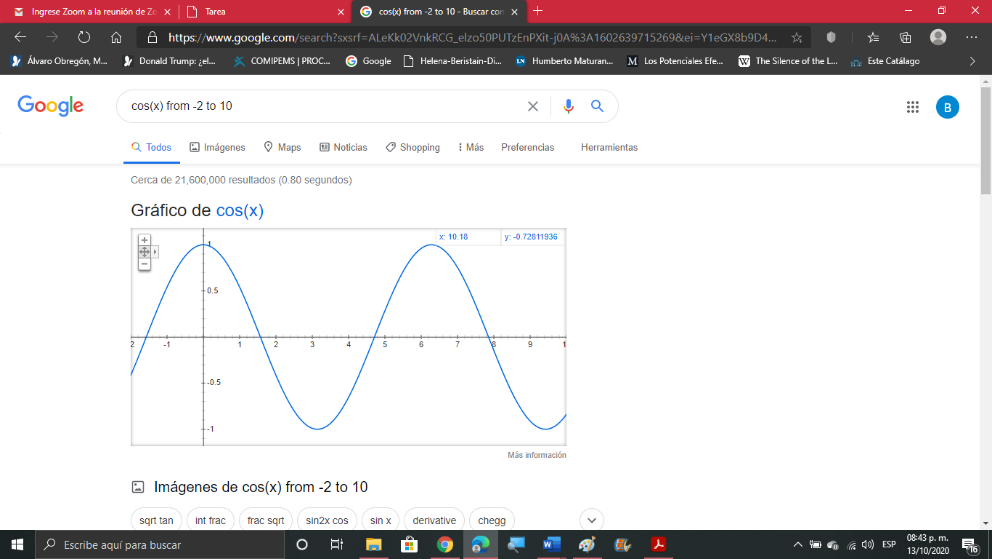 Ingrese Zoom a la reunión de Zo
Tarea
cos(x) from -2 to 10 - Buscar con
https://www.google.com/search?sxsrf=ALeKk02VnkRCG_elzo50PUTzEnPXit-j0A%3A1602639715269&ei=Y1eGX8b9D4...
Álvaro Obregón, M...
Donald Trump: ¿el...
COMIPEMS | PROC...
Google
Helena-Beristain-Di...
Humberto Maturan...
Los Potenciales Efe...
The Silence of the L...
Este Catálago
Google
cos(x) from -2 to 10
B
Todos
Imágenes
Maps
Noticias
Shopping
Más
Preferencias
Herramientas
Cerca de 21,600,000 resultados (0.80 segundos)
Gráfico de cos(x)
x: 10.18
y: -0.72811936
1
0.5
2 -1 1 2 3 4 5 6 7 8 9 1
-0.5
-1
Más información
Imágenes de cos(x) from -2 to 10
sqrt tan
int frac
frac sqrt
sin2x cos
sin x
derivative
chegg
Escribe aquí para buscar
ESP
08:43 p. m.
13/10/2020
16